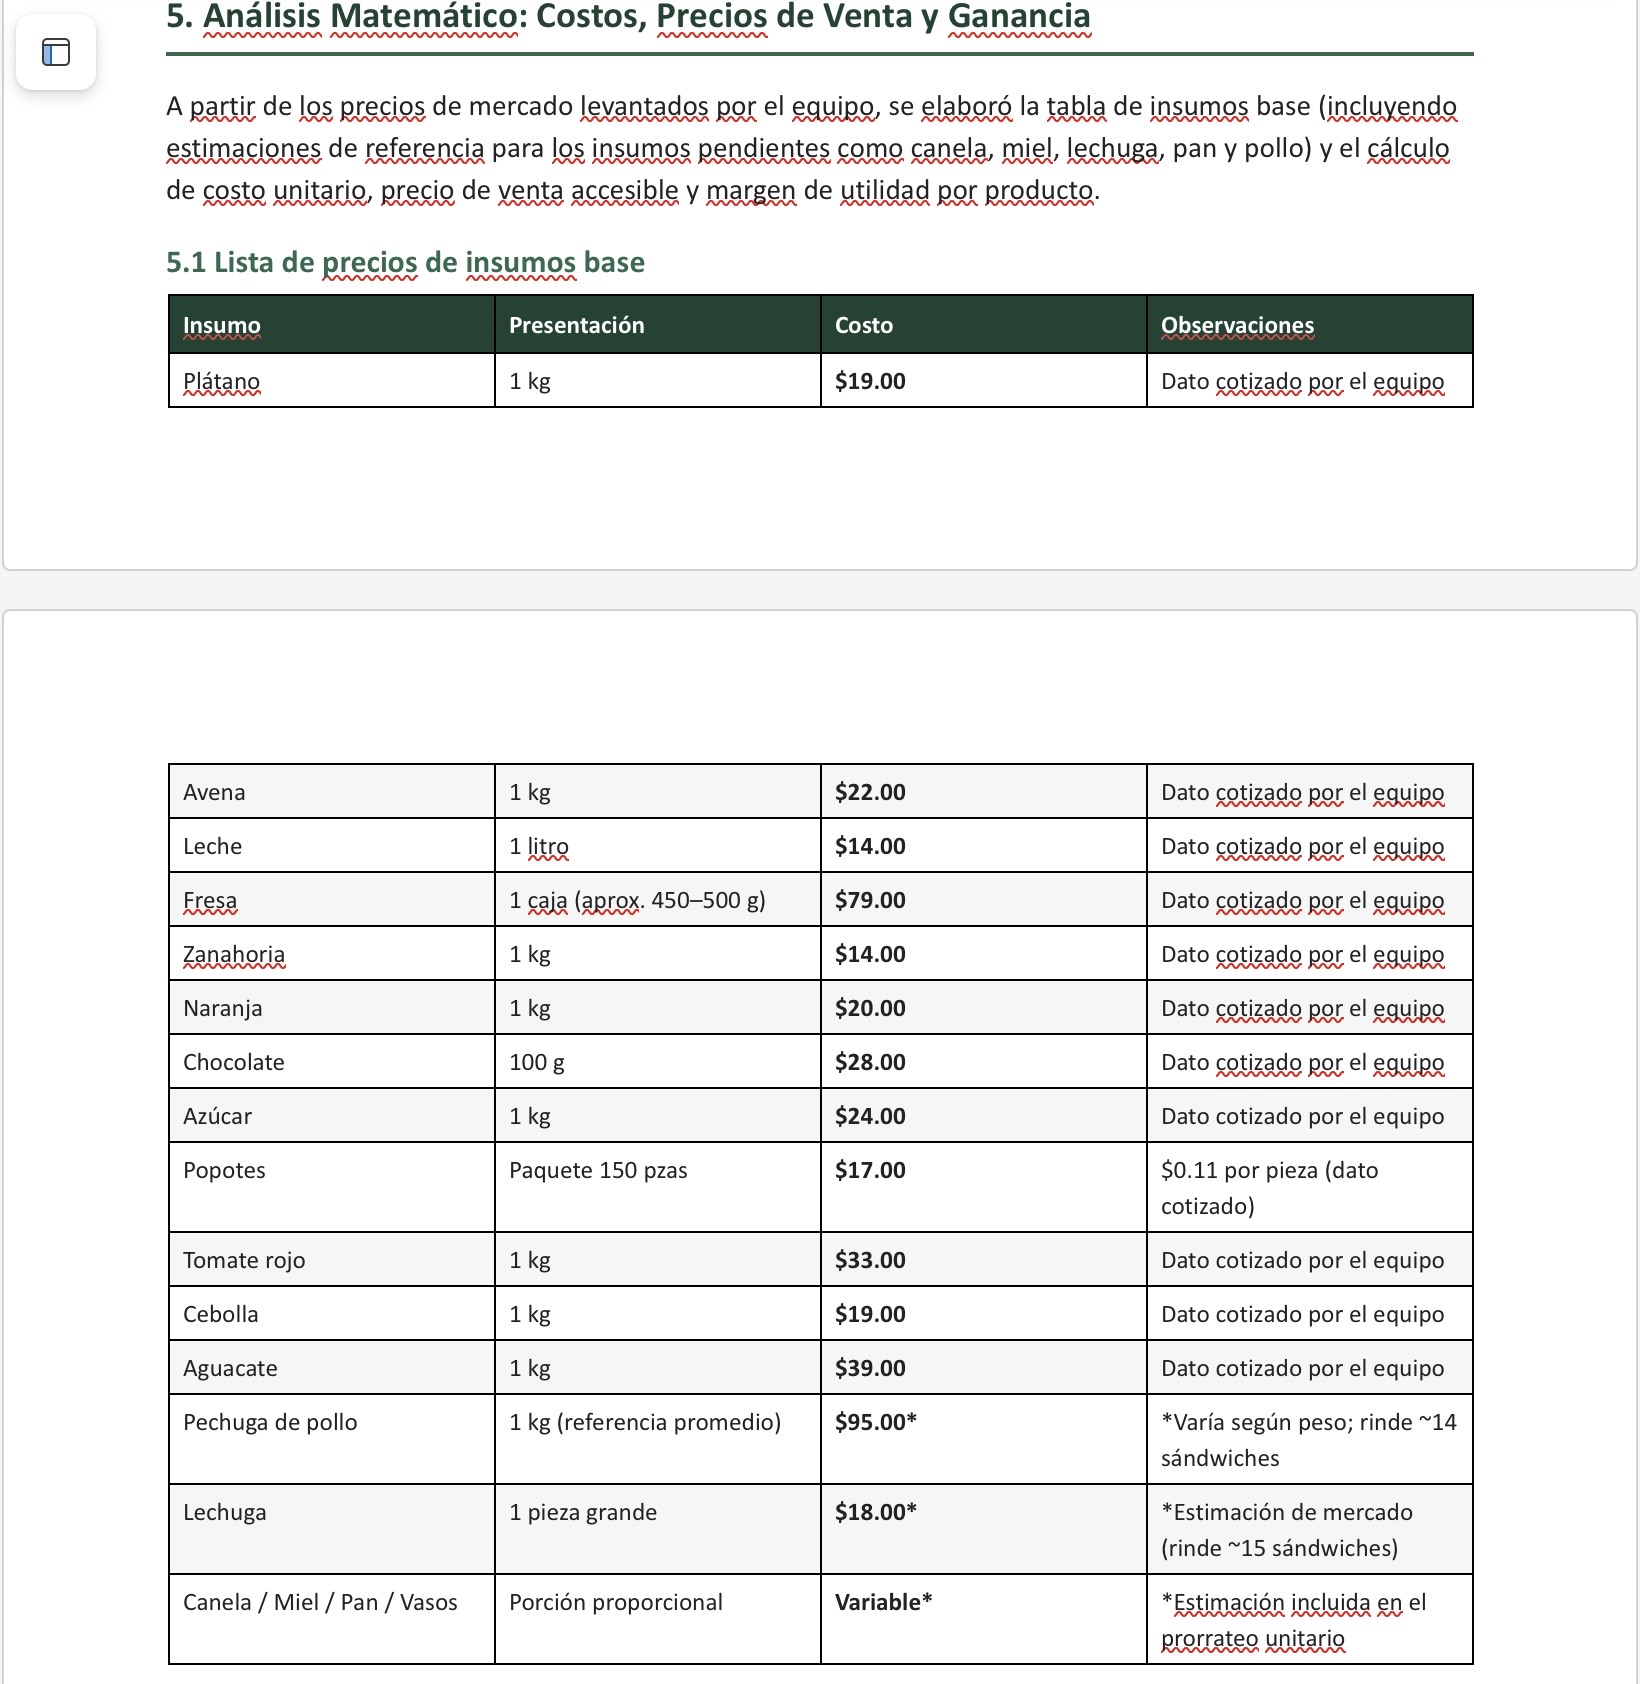 5. Análisis Matemático: Costos, Precios de Venta y Ganancia
A partir de los precios de mercado levantados por el equipo, se elaboró la tabla de insumos base (incluyendo
estimaciones de referencia para los insumos pendientes como canela, miel, lechuga, pan y pollo) y el cálculo
de costo unitario, precio de venta accesible y margen de utilidad por producto.
5.1 Lista de precios de insumos base
Insumo Presentación Costo Observaciones
Plátano 1 kg $19.00 Dato cotizado por el equipo
Avena 1 kg $22.00 Dato cotizado por el equipo
Leche 1 litro $14.00 Dato cotizado por el equipo
Fresa 1 caja (aprox. 450–500 g) $79.00 Dato cotizado por el equipo
Zanahoria 1 kg $14.00 Dato cotizado por el equipo
Naranja 1 kg $20.00 Dato cotizado por el equipo
Chocolate 100 g $28.00 Dato cotizado por el equipo
Azúcar 1 kg $24.00 Dato cotizado por el equipo
Popotes Paquete 150 pzas $17.00 $0.11 por pieza (dato
cotizado)
Tomate rojo 1 kg $33.00 Dato cotizado por el equipo
Cebolla 1 kg $19.00 Dato cotizado por el equipo
Aguacate 1 kg $39.00 Dato cotizado por el equipo
Pechuga de pollo 1 kg (referencia promedio) $95.00* *Varía según peso; rinde ~14
sándwiches
Lechuga 1 pieza grande $18.00* *Estimación de mercado
(rinde ~15 sándwiches)
Canela / Miel / Pan / Vasos Porción proporcional Variable* *Estimación incluida en el
prorrateo unitario